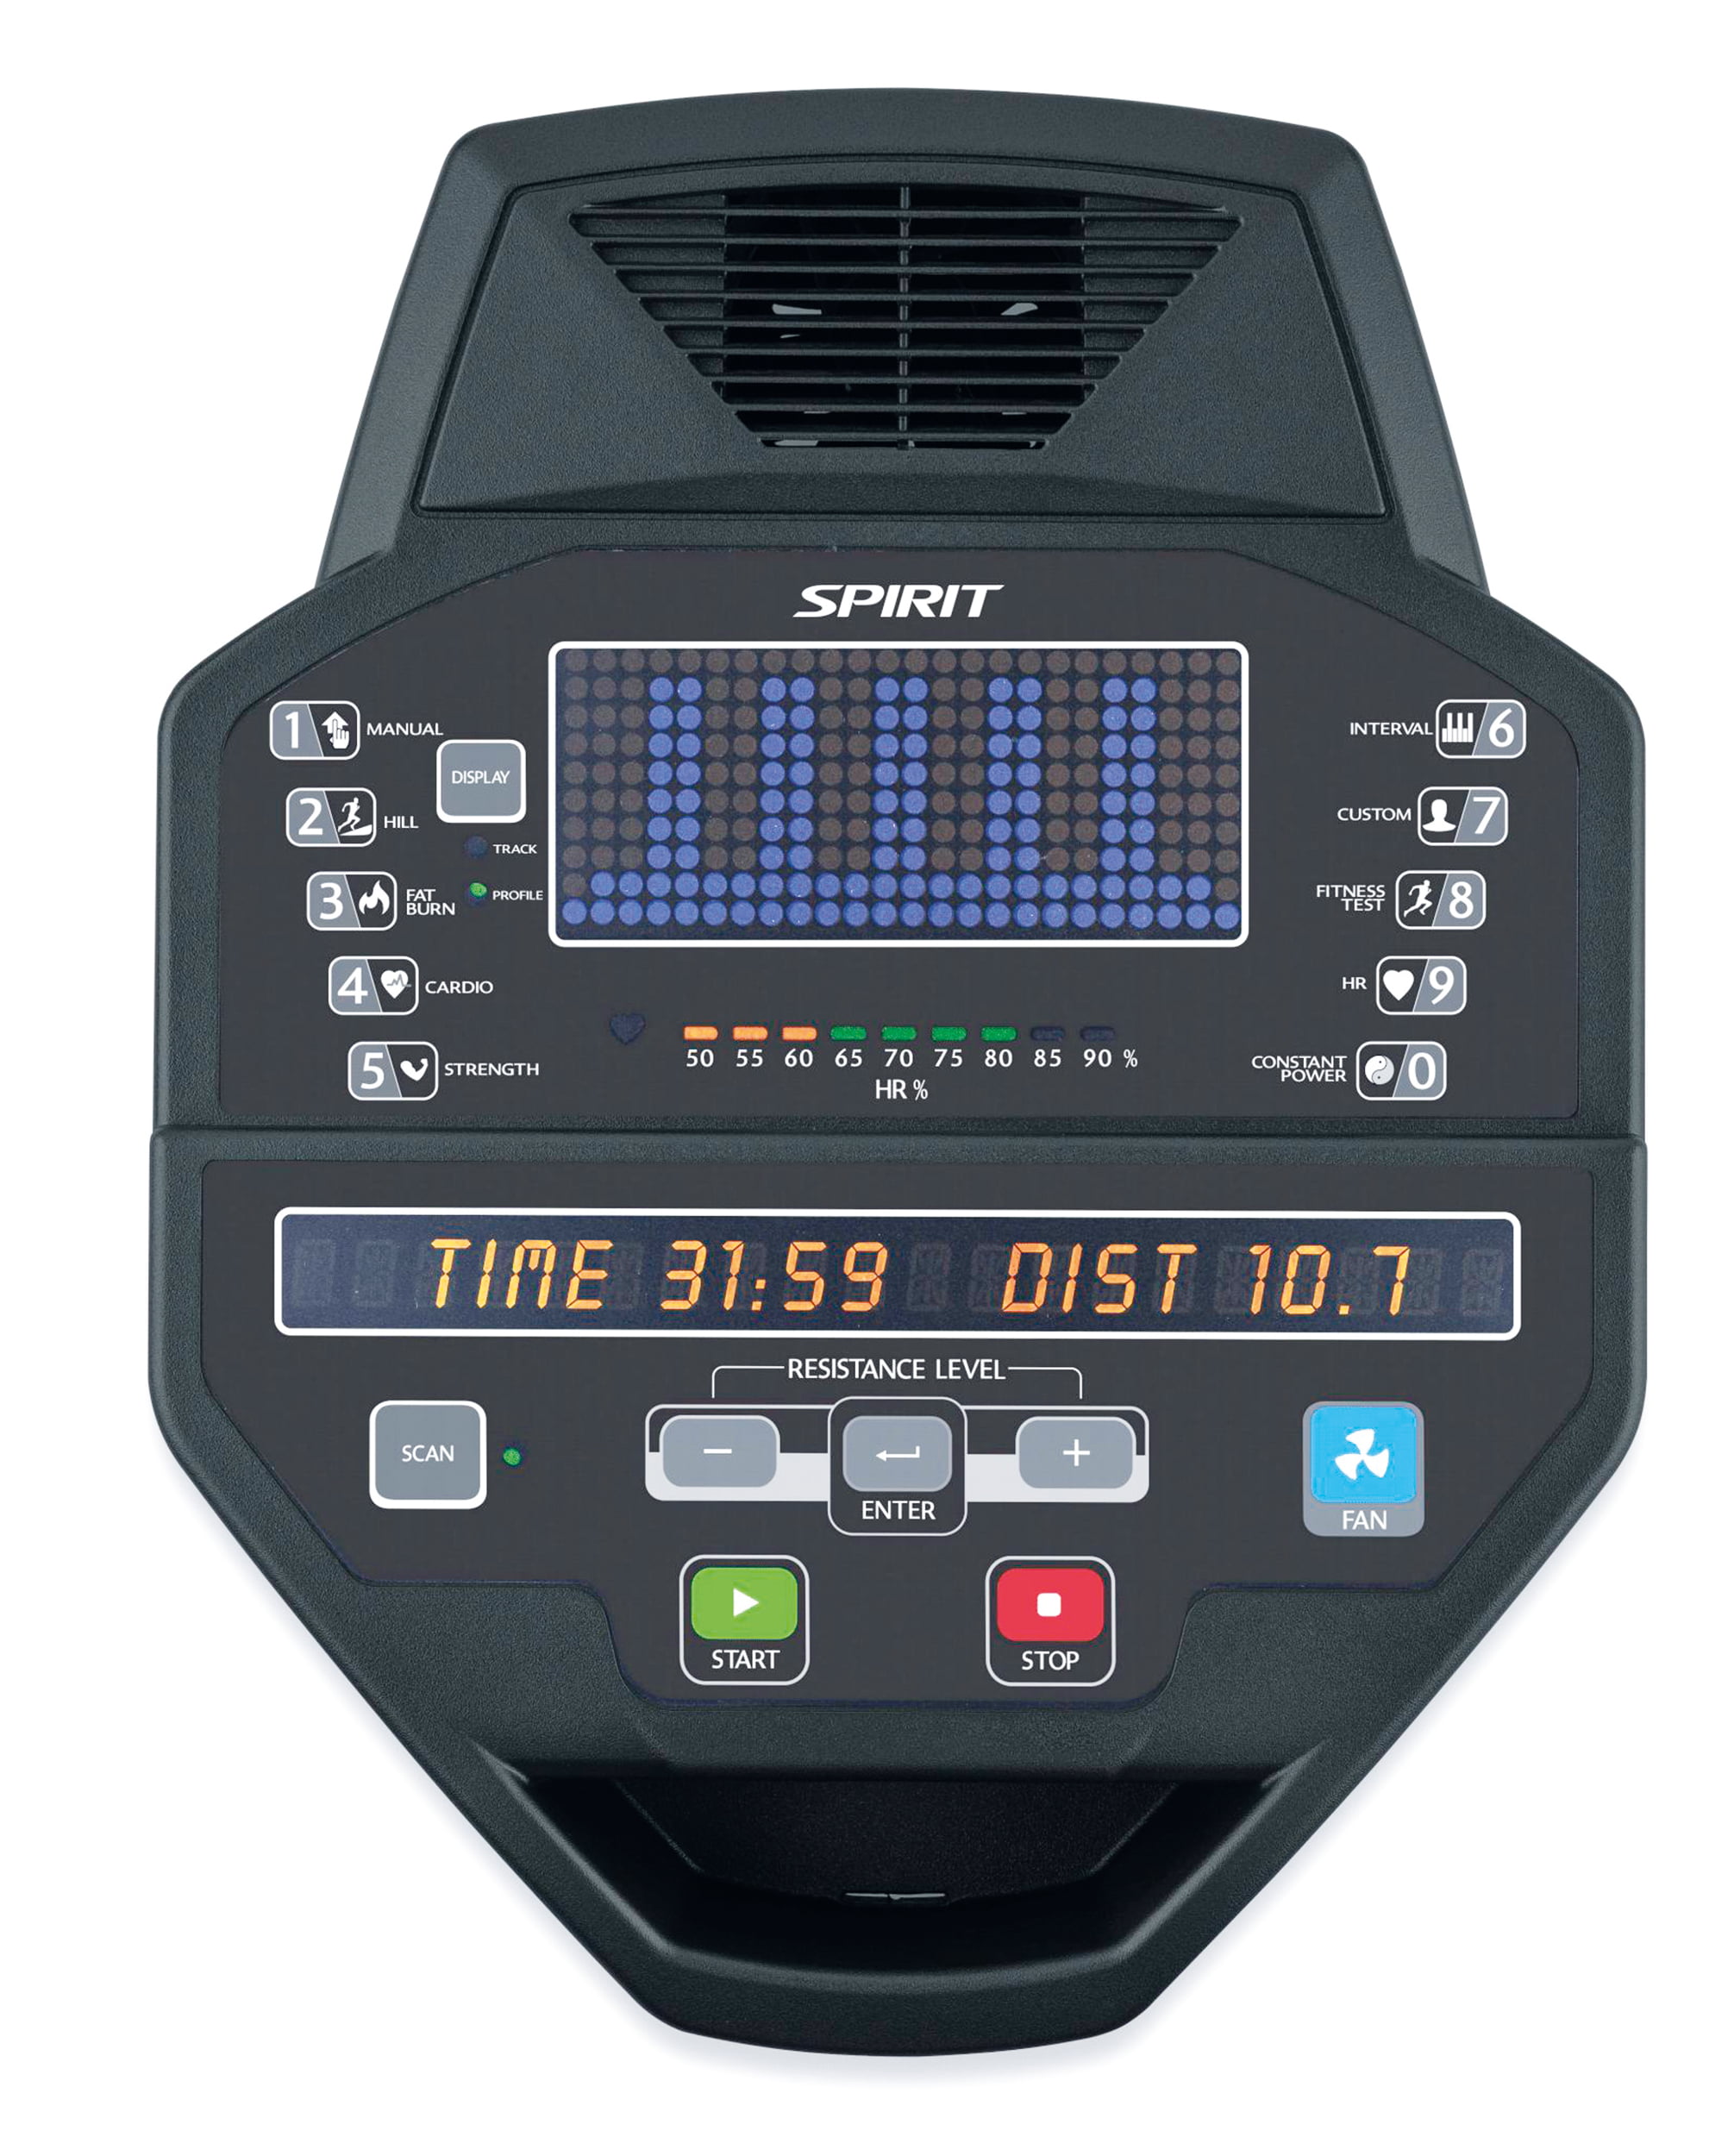 SPIRIT
1 MANUAL
DISPLAY
2 HILL
TRACK
3 FAT
BURN
PROFILE
4 CARDIO
5 STRENGTH
INTERVAL 6
CUSTOM 7
FITNESS
TEST 8
HR 9
CONSTANT
POWER 0
50 55 60 65 70 75 80 85 90 %
HR %
TIME 31:59 DIST 10.7
RESISTANCE LEVEL
SCAN
− +
ENTER
FAN
START
STOP